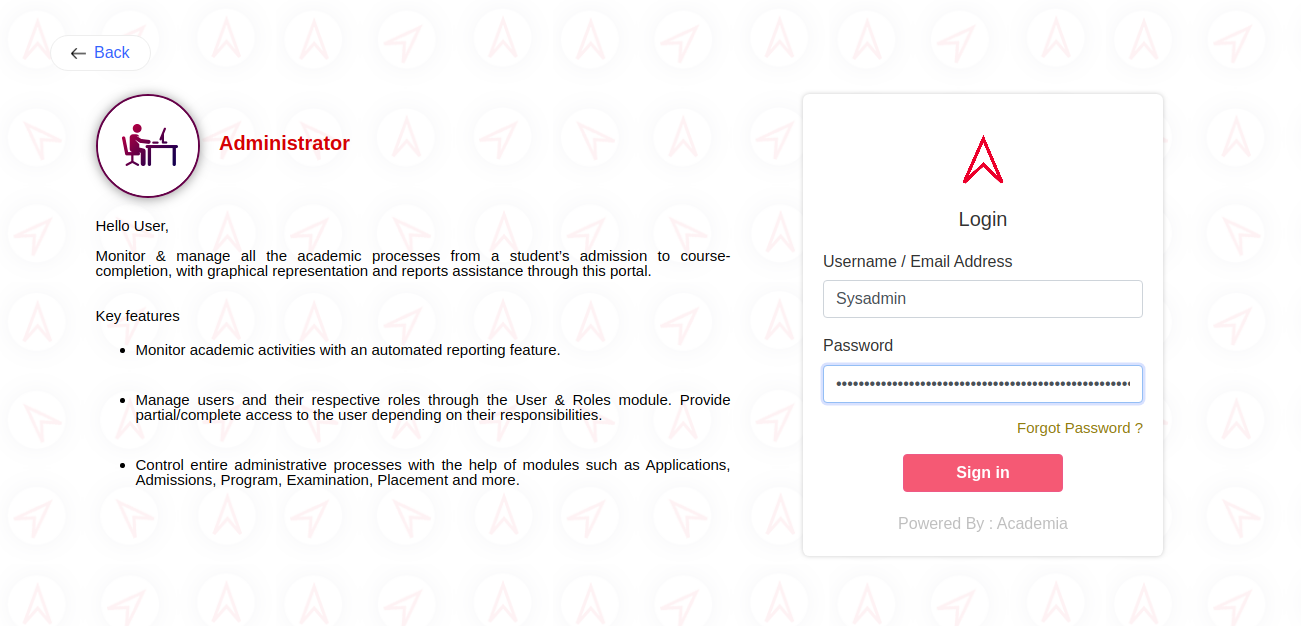 Back
Administrator
Hello User,
Monitor & manage all the academic processes from a student’s admission to course-
completion, with graphical representation and reports assistance through this portal.
Key features
Monitor academic activities with an automated reporting feature.
Manage users and their respective roles through the User & Roles module. Provide
partial/complete access to the user depending on their responsibilities.
Control entire administrative processes with the help of modules such as Applications,
Admissions, Program, Examination, Placement and more.
Login
Username / Email Address
Sysadmin
Password
Forgot Password ?
Sign in
Powered By : Academia